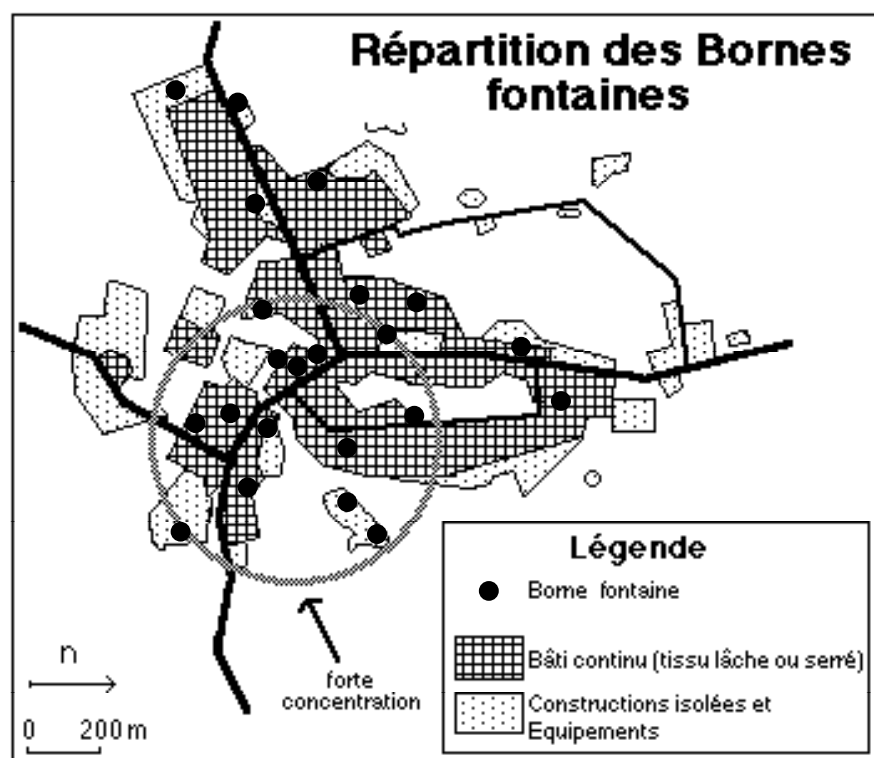 Répartition des Bornes
fontaines
Légende
Borne fontaine
Bâti continu (tissu lâche ou serré)
Constructions isolées et
Equipements
forte
concentration
n
0 200 m